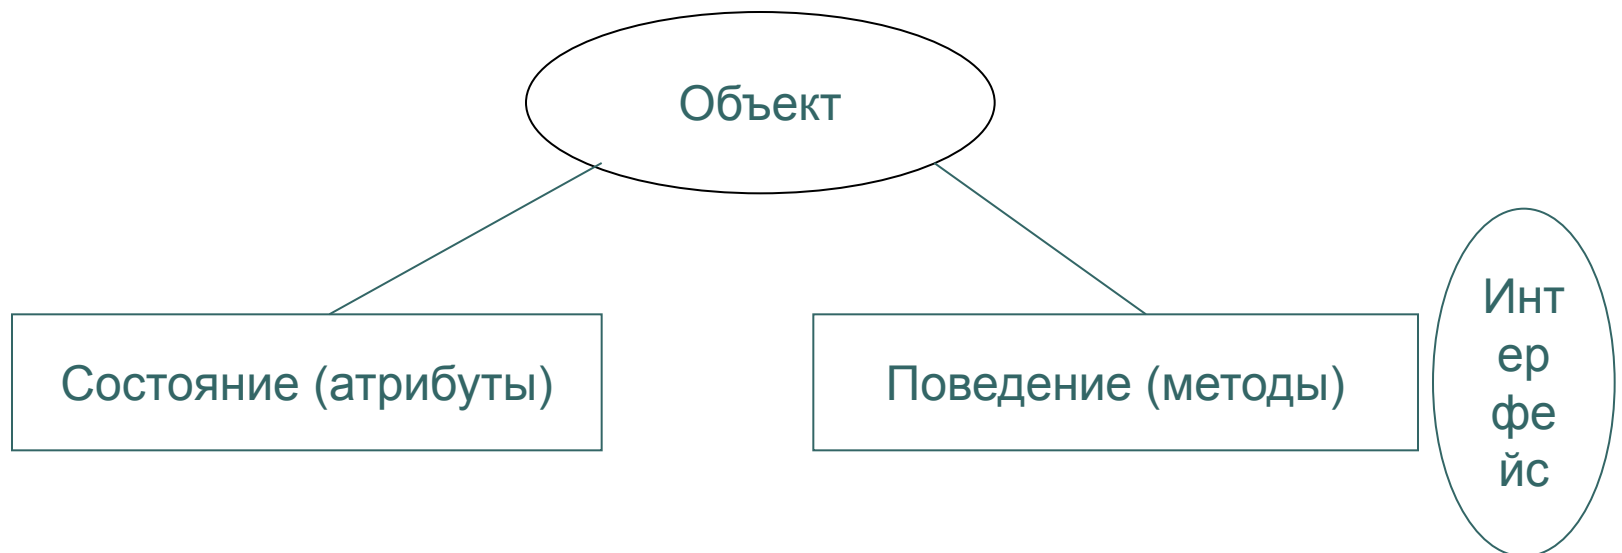 Объект
Состояние (атрибуты)
Поведение (методы)
Инт
ер
фе
йс